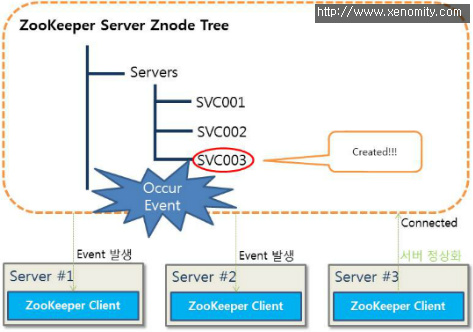 http://www.xenomity.com
ZooKeeper Server Znode Tree
Servers
SVC001
SVC002
SVC003
Created!!!
Occur
Event
Connected
Event 발생
Event 발생
서버 정상화
Server #1
Server #2
Server #3
ZooKeeper Client
ZooKeeper Client
ZooKeeper Client